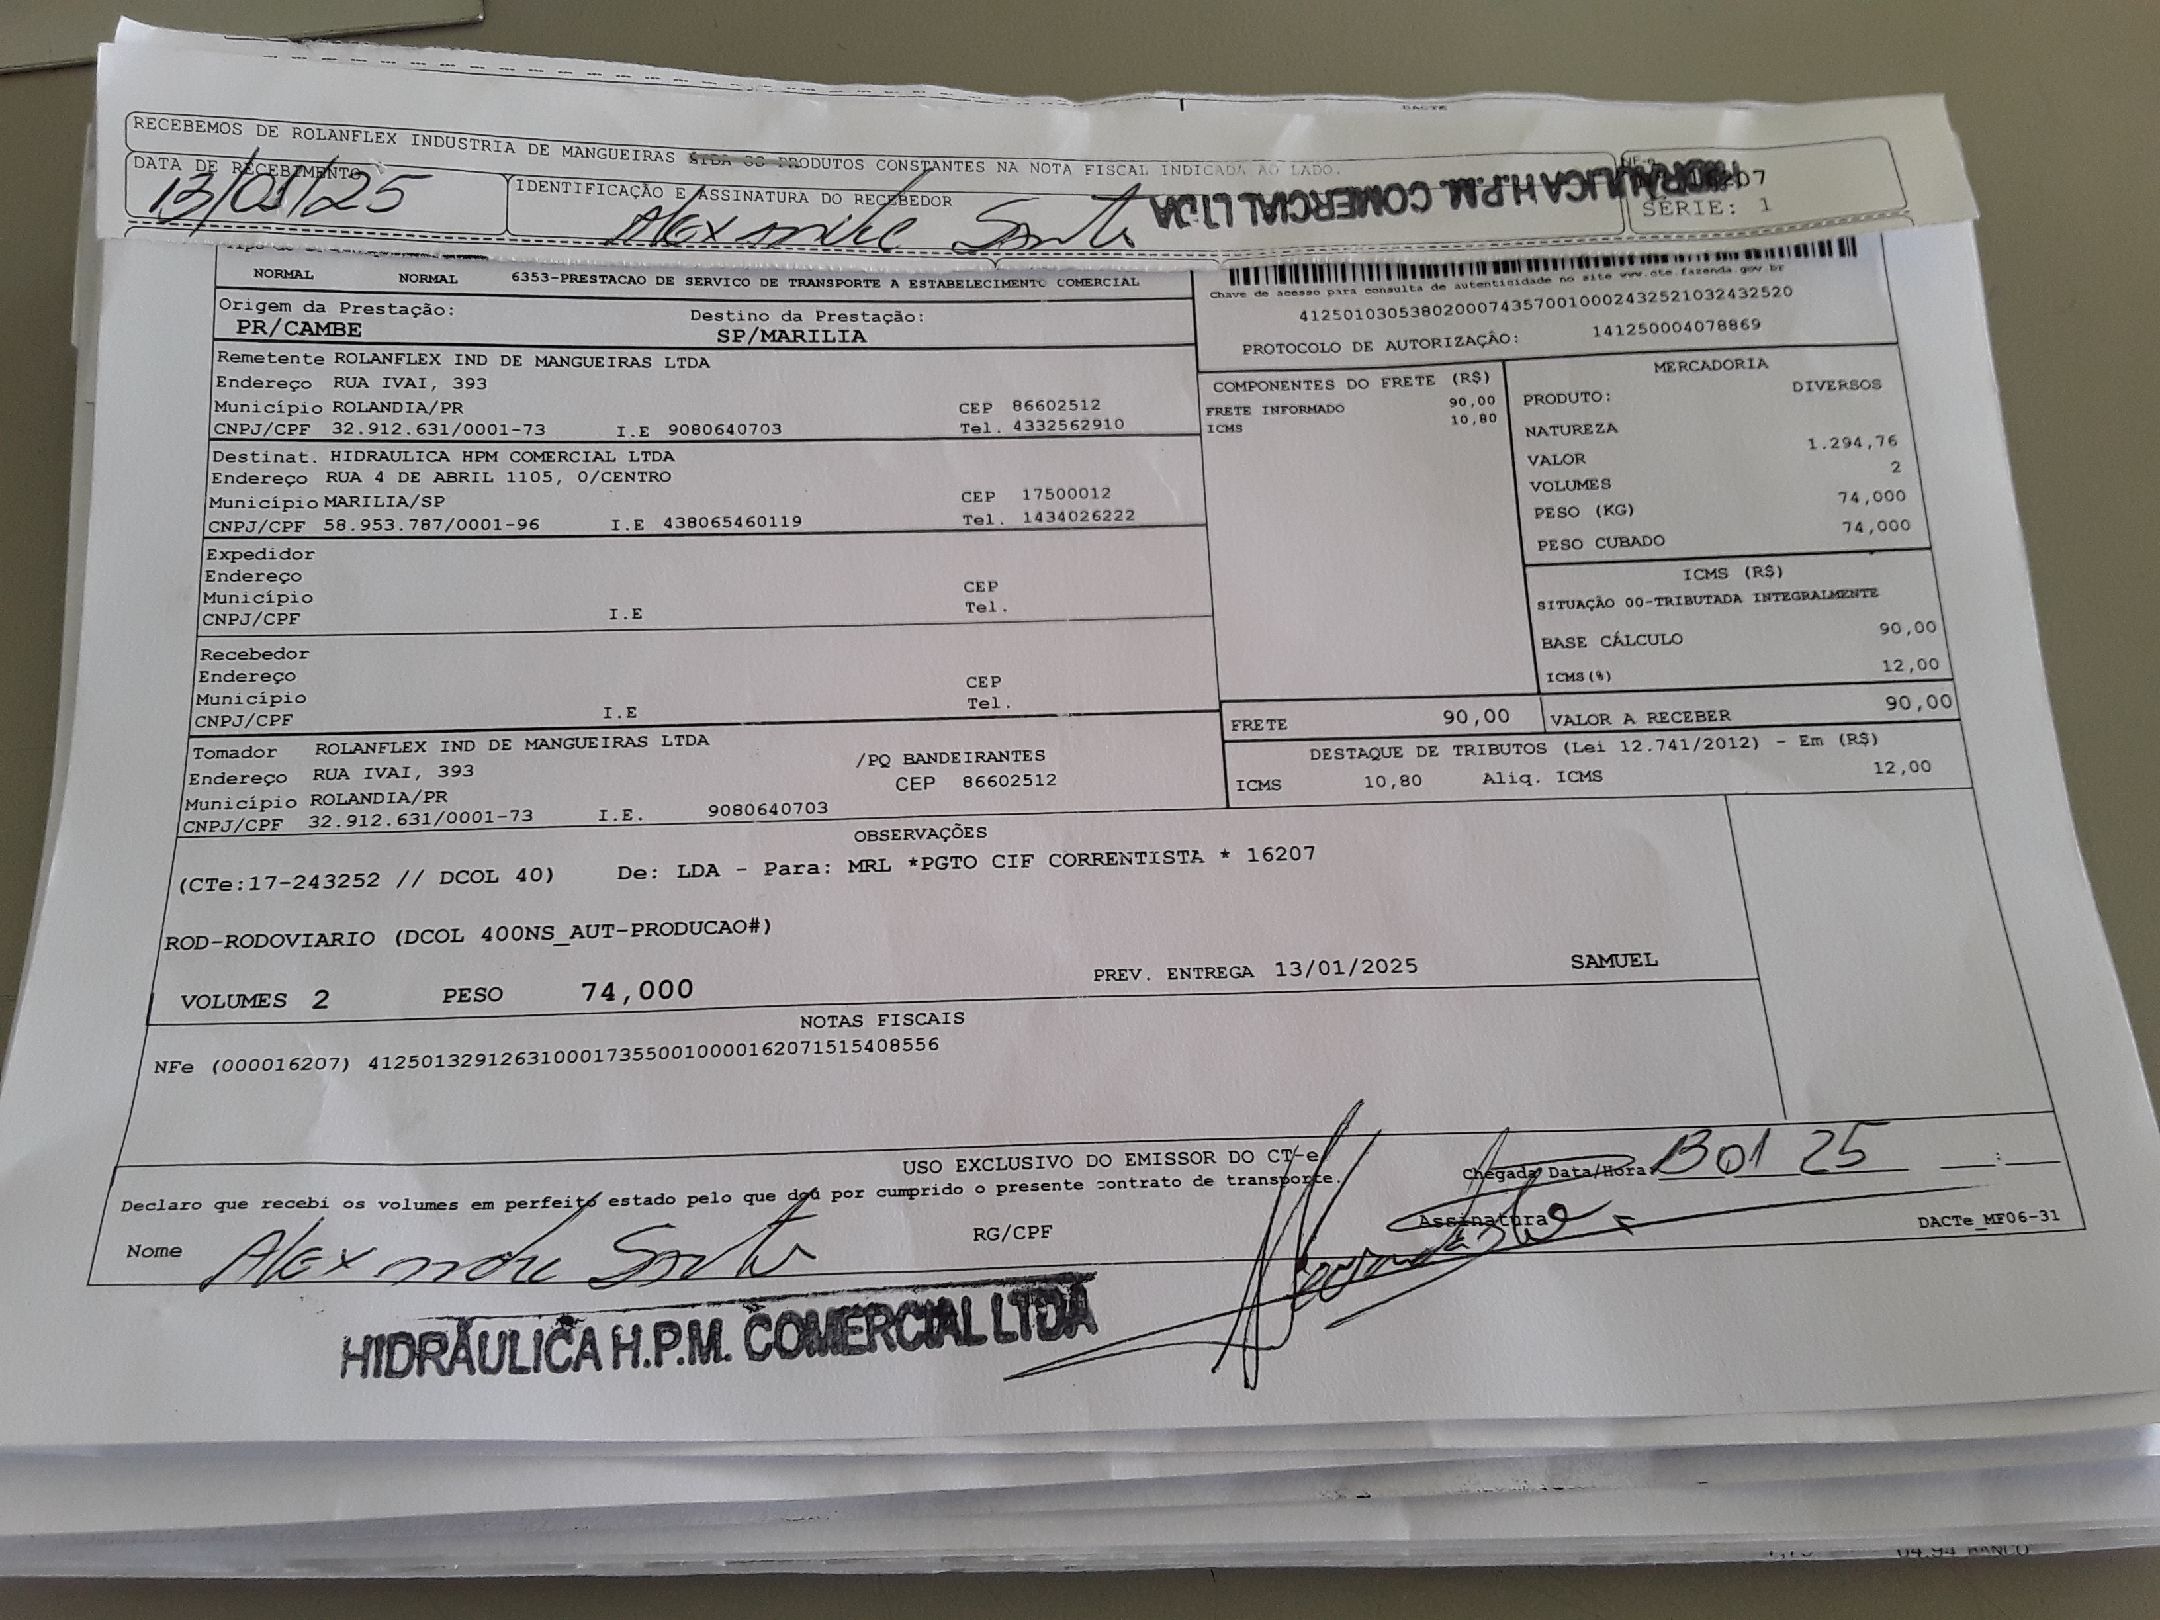 DACTE
RECEBEMOS DE ROLANFLEX INDUSTRIA DE MANGUEIRAS LTDA OS PRODUTOS CONSTANTES NA NOTA FISCAL INDICADA AO LADO.
DATA DE RECEBIMENTO
13/01/25
IDENTIFICAÇÃO E ASSINATURA DO RECEBEDOR
Alexandre
HIDRÁULICA H.P.M. COMERCIAL LTDA
NF-e
SÉRIE: 1
NORMAL NORMAL 6353-PRESTACAO DE SERVICO DE TRANSPORTE A ESTABELECIMENTO COMERCIAL
Chave de acesso para consulta de autenticidade no site www.cte.fazenda.gov.br
41250103053802000743570010002432521032432520
PROTOCOLO DE AUTORIZAÇÃO: 141250004078869
Origem da Prestação: Destino da Prestação:
PR/CAMBE SP/MARILIA
Remetente ROLANFLEX IND DE MANGUEIRAS LTDA
Endereço RUA IVAI, 393
Município ROLANDIA/PR CEP 86602512
CNPJ/CPF 32.912.631/0001-73 I.E 9080640703 Tel. 4332562910
Destinat. HIDRAULICA HPM COMERCIAL LTDA
Endereço RUA 4 DE ABRIL 1105, 0/CENTRO
Município MARILIA/SP CEP 17500012
CNPJ/CPF 58.953.787/0001-96 I.E 438065460119 Tel. 1434026222
Expedidor
Endereço
Município CEP
CNPJ/CPF I.E Tel.
Recebedor
Endereço
Município CEP
CNPJ/CPF I.E Tel.
Tomador ROLANFLEX IND DE MANGUEIRAS LTDA
Endereço RUA IVAI, 393 /PQ BANDEIRANTES
Município ROLANDIA/PR CEP 86602512
CNPJ/CPF 32.912.631/0001-73 I.E. 9080640703
COMPONENTES DO FRETE (R$)
FRETE INFORMADO 90,00
ICMS 10,80
MERCADORIA
PRODUTO: DIVERSOS
NATUREZA
VALOR 1.294,76
VOLUMES 2
PESO (KG) 74,000
PESO CUBADO 74,000
ICMS (R$)
SITUAÇÃO 00-TRIBUTADA INTEGRALMENTE
BASE CÁLCULO 90,00
ICMS(%) 12,00
FRETE 90,00 VALOR A RECEBER 90,00
DESTAQUE DE TRIBUTOS (Lei 12.741/2012) - Em (R$)
ICMS 10,80 Aliq. ICMS 12,00
OBSERVAÇÕES
(CTe:17-243252 // DCOL 40) De: LDA - Para: MRL *PGTO CIF CORRENTISTA * 16207
ROD-RODOVIARIO (DCOL 400NS_AUT-PRODUCAO#)
VOLUMES 2 PESO 74,000 PREV. ENTREGA 13/01/2025 SAMUEL
NOTAS FISCAIS
NFe (000016207) 41250132912631000173550010000162071515408556
USO EXCLUSIVO DO EMISSOR DO CT-e
Declaro que recebi os volumes em perfeito estado pelo que dou por cumprido o presente contrato de transporte.
Chegada Data/Hora: 13 01 25 :
Nome Alexandre RG/CPF Assinatura
DACTe_MF06-31
HIDRÁULICA H.P.M. COMERCIAL LTDA
04.94 BANCO